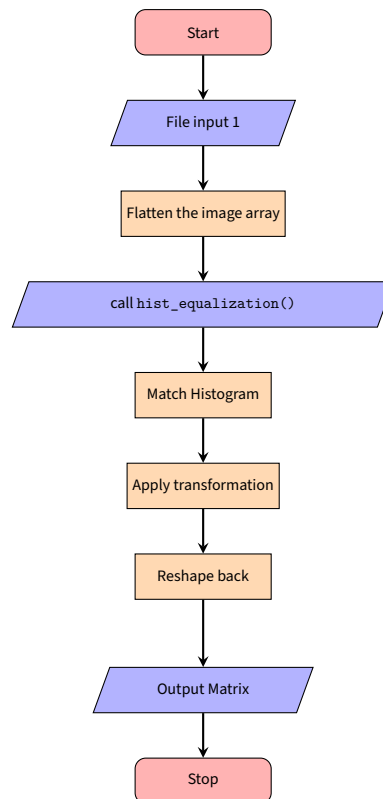 Start
File input 1
Flatten the image array
call hist_equalization()
Match Histogram
Apply transformation
Reshape back
Output Matrix
Stop